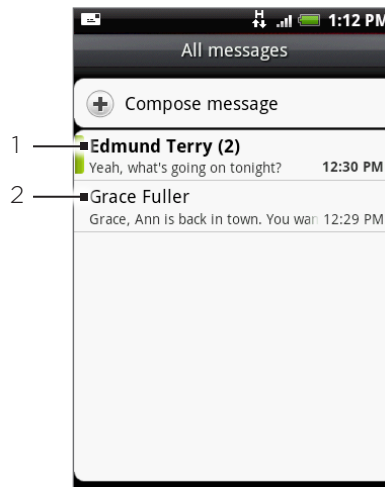 H 1:12 PM
All messages
Compose message
1 Edmund Terry (2)
Yeah, what's going on tonight? 12:30 PM
2 Grace Fuller
Grace, Ann is back in town. You wan 12:29 PM